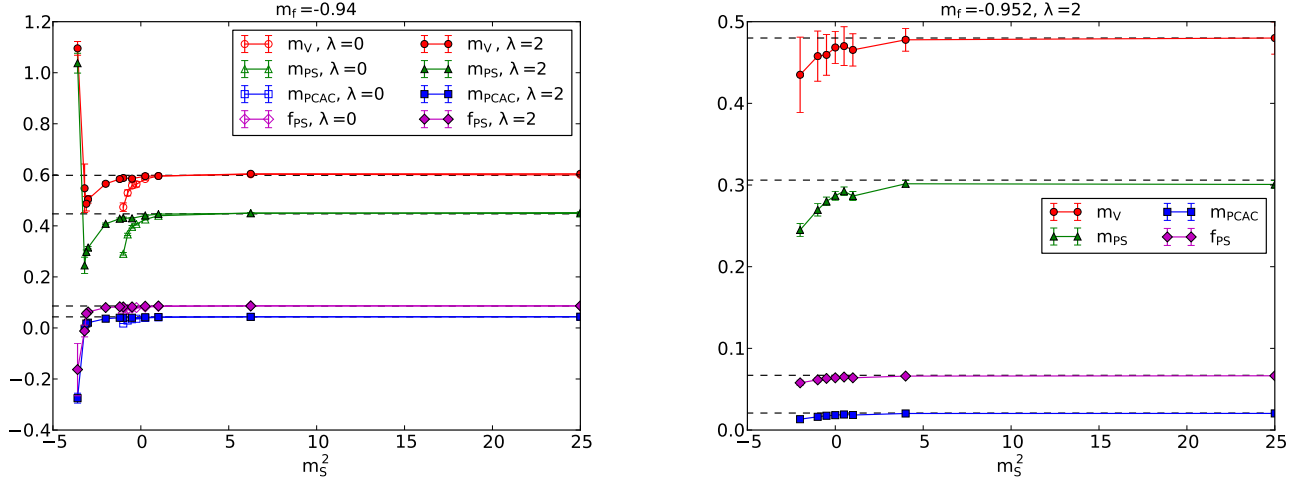 m_f=-0.94
1.2
1.0
0.8
0.6
0.4
0.2
0.0
−0.2
−0.4
m_V, λ=0
m_PS, λ=0
m_PCAC, λ=0
f_PS, λ=0
m_V, λ=2
m_PS, λ=2
m_PCAC, λ=2
f_PS, λ=2
−5 0 5 10 15 20 25
m_S^2
m_f=-0.952, λ=2
0.5
0.4
0.3
0.2
0.1
0.0
m_V
m_PS
m_PCAC
f_PS
−5 0 5 10 15 20 25
m_S^2